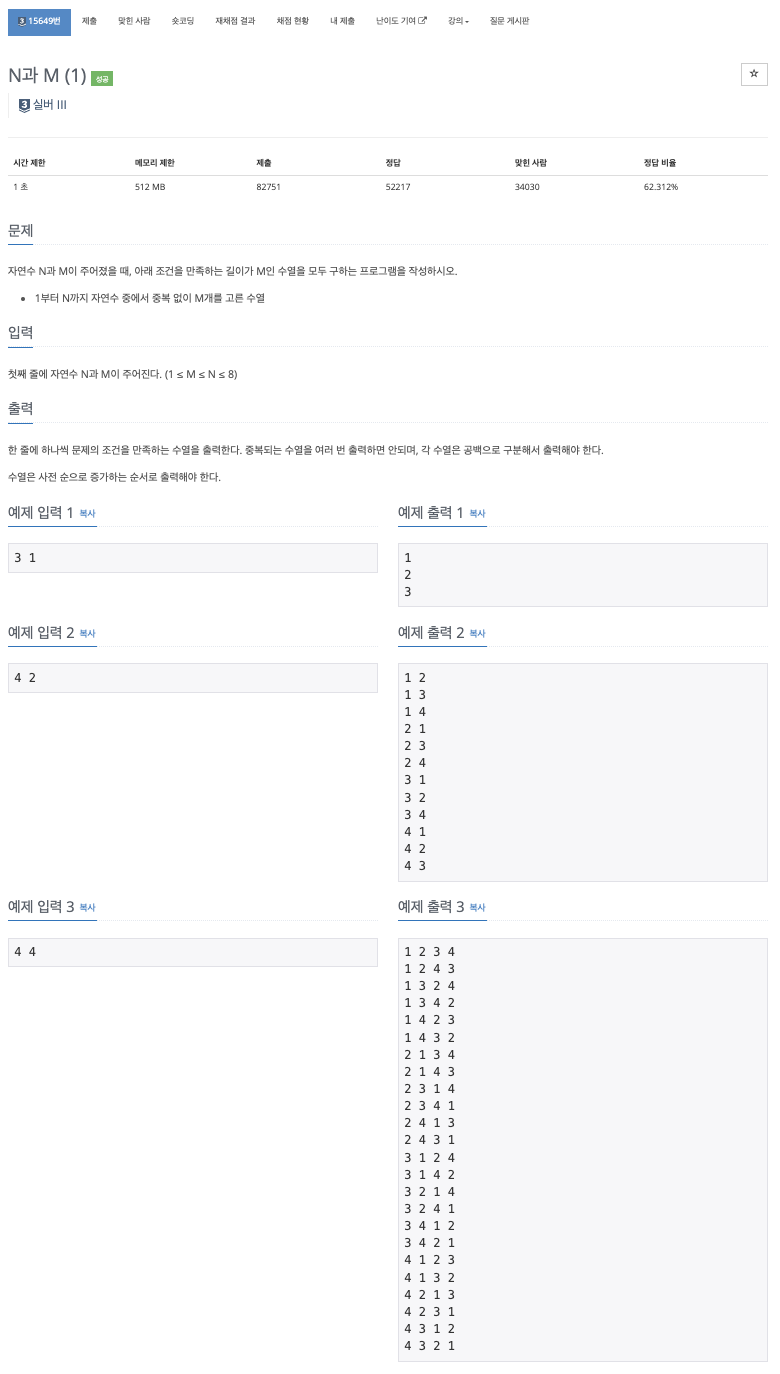 15649번 제출 맞힌 사람 숏코딩 재채점 결과 채점 현황 내 제출 난이도 기여 강의 질문 게시판
N과 M (1) 성공
3 실버 III
시간 제한 메모리 제한 제출 정답 맞힌 사람 정답 비율
1 초 512 MB 82751 52217 34030 62.312%
문제
자연수 N과 M이 주어졌을 때, 아래 조건을 만족하는 길이가 M인 수열을 모두 구하는 프로그램을 작성하시오.
• 1부터 N까지 자연수 중에서 중복 없이 M개를 고른 수열
입력
첫째 줄에 자연수 N과 M이 주어진다. (1 ≤ M ≤ N ≤ 8)
출력
한 줄에 하나씩 문제의 조건을 만족하는 수열을 출력한다. 중복되는 수열을 여러 번 출력하면 안되며, 각 수열은 공백으로 구분해서 출력해야 한다.
수열은 사전 순으로 증가하는 순서로 출력해야 한다.
예제 입력 1 복사
3 1
예제 출력 1 복사
1
2
3
예제 입력 2 복사
4 2
예제 출력 2 복사
1 2
1 3
1 4
2 1
2 3
2 4
3 1
3 2
3 4
4 1
4 2
4 3
예제 입력 3 복사
4 4
예제 출력 3 복사
1 2 3 4
1 2 4 3
1 3 2 4
1 3 4 2
1 4 2 3
1 4 3 2
2 1 3 4
2 1 4 3
2 3 1 4
2 3 4 1
2 4 1 3
2 4 3 1
3 1 2 4
3 1 4 2
3 2 1 4
3 2 4 1
3 4 1 2
3 4 2 1
4 1 2 3
4 1 3 2
4 2 1 3
4 2 3 1
4 3 1 2
4 3 2 1